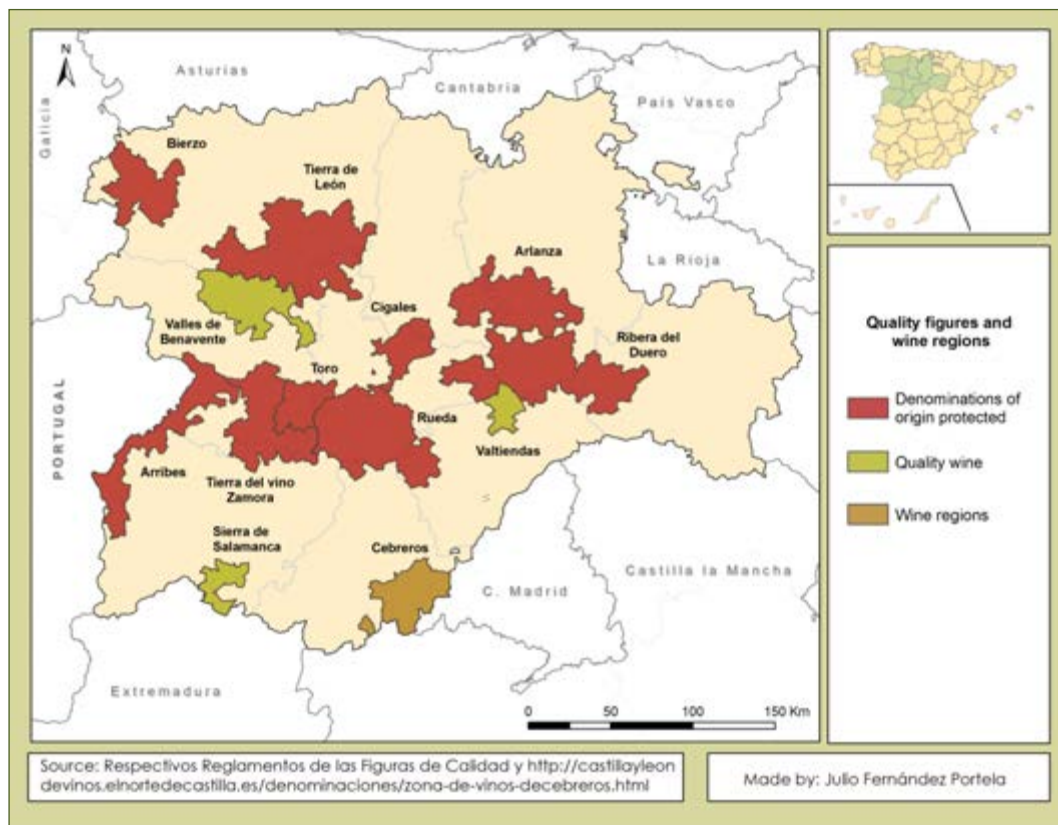 N
Asturias
Cantabria
País Vasco
Galicia
Bierzo
Tierra de
León
Arlanza
La Rioja
Cigales
Valles de
Benavente
Ribera del
Duero
Toro
PORTUGAL
Rueda
Valtiendas
Arribes
Tierra del vino
Zamora
Sierra de
Salamanca
Cebreros
C. Madrid
Castilla la Mancha
Extremadura
0 50 100 150 Km
Quality figures and
wine regions
Denominations of
origin protected
Quality wine
Wine regions
Source: Respectivos Reglamentos de las Figuras de Calidad y http://castillayleon
devinos.elnortedecastilla.es/denominaciones/zona-de-vinos-decebreros.html
Made by: Julio Fernández Portela